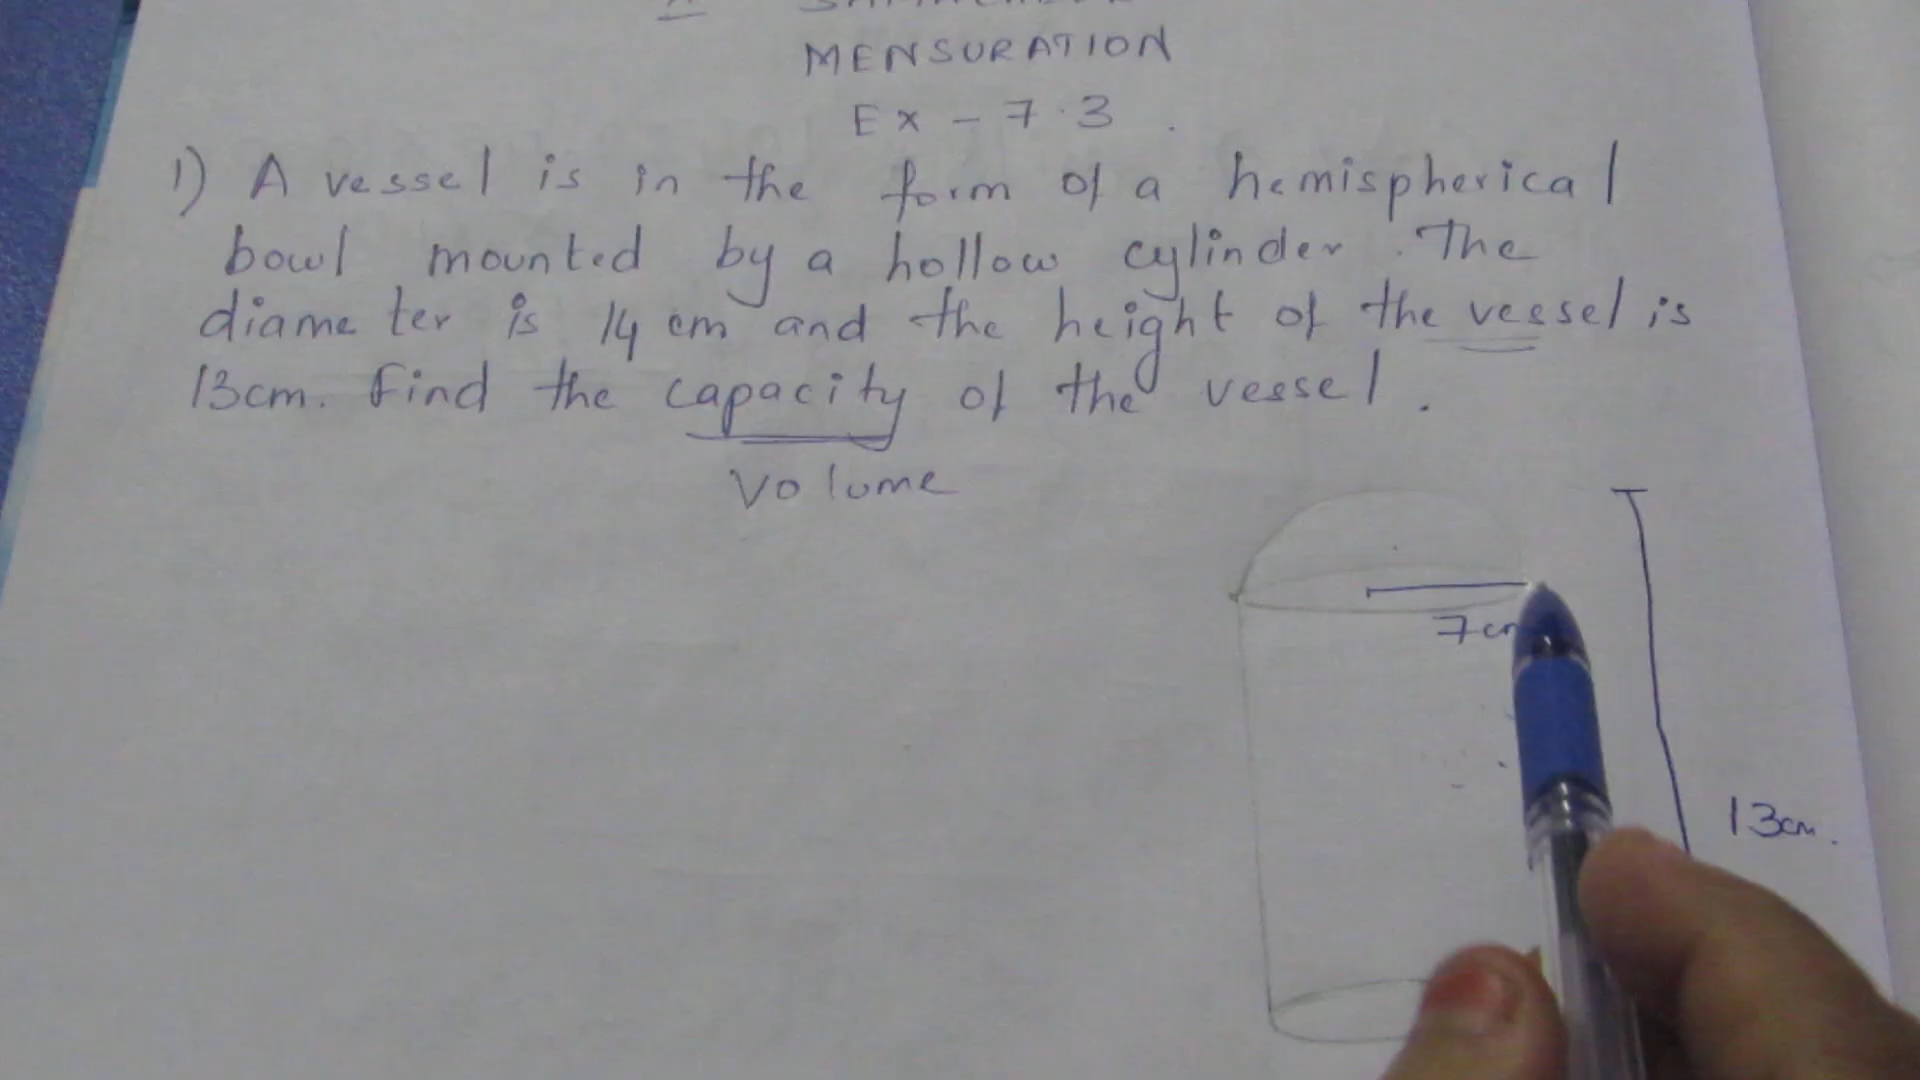 MENSURATION
Ex - 7.3
1) A vessel is in the form of a hemispherical
bowl mounted by a hollow cylinder. The
diameter is 14 cm and the height of the vessel is
13cm. Find the capacity of the vessel.
Volume
7cm
13cm.